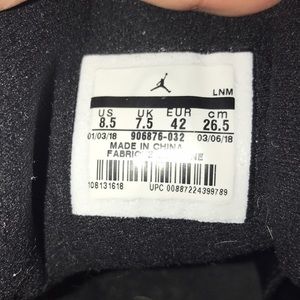 LNM
US UK EUR cm
8.5 7.5 42 26.5
01/03/18 906876-032 03/06/18
MADE IN CHINA
108131618
UPC 00887224399789